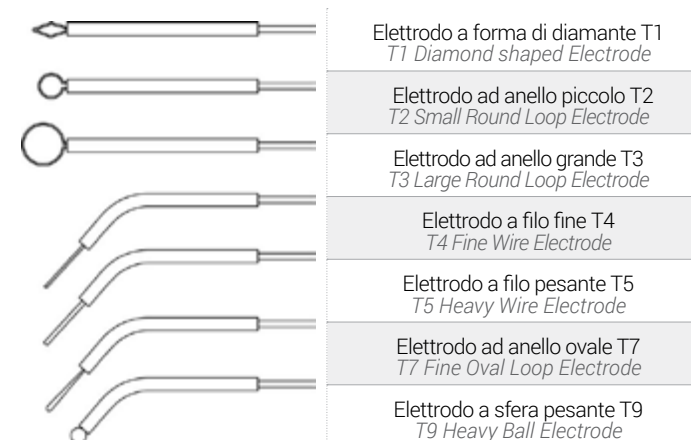 Elettrodo a forma di diamante T1
T1 Diamond shaped Electrode
Elettrodo ad anello piccolo T2
T2 Small Round Loop Electrode
Elettrodo ad anello grande T3
T3 Large Round Loop Electrode
Elettrodo a filo fine T4
T4 Fine Wire Electrode
Elettrodo a filo pesante T5
T5 Heavy Wire Electrode
Elettrodo ad anello ovale T7
T7 Fine Oval Loop Electrode
Elettrodo a sfera pesante T9
T9 Heavy Ball Electrode